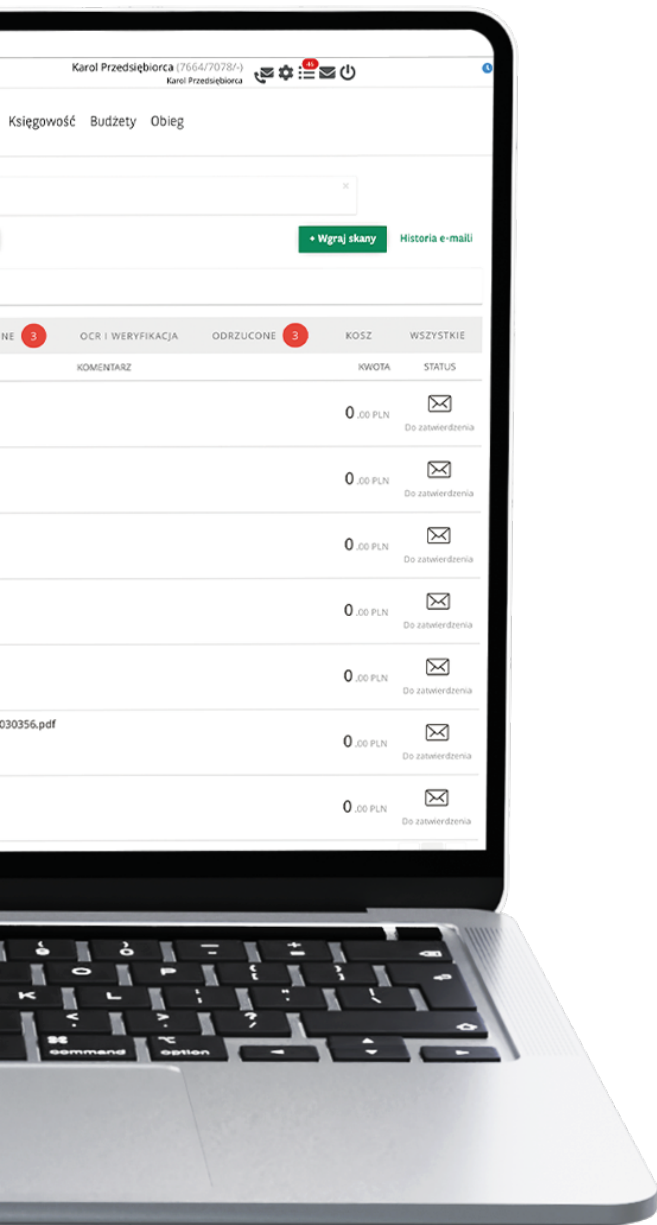 Karol Przedsiębiorca (7664/7078/-)
Karol Przedsiębiorca
45
Księgowość Budżety Obieg
×
+ Wgraj skany Historia e-maili
NE 3 OCR I WERYFIKACJA ODRZUCONE 3 KOSZ WSZYSTKIE
KOMENTARZ KWOTA STATUS
0 .00 PLN
Do zatwierdzenia
0 .00 PLN
Do zatwierdzenia
0 .00 PLN
Do zatwierdzenia
0 .00 PLN
Do zatwierdzenia
0 .00 PLN
Do zatwierdzenia
030356.pdf
0 .00 PLN
Do zatwierdzenia
0 .00 PLN
Do zatwierdzenia
O P { }
K L : "
> ?
command option